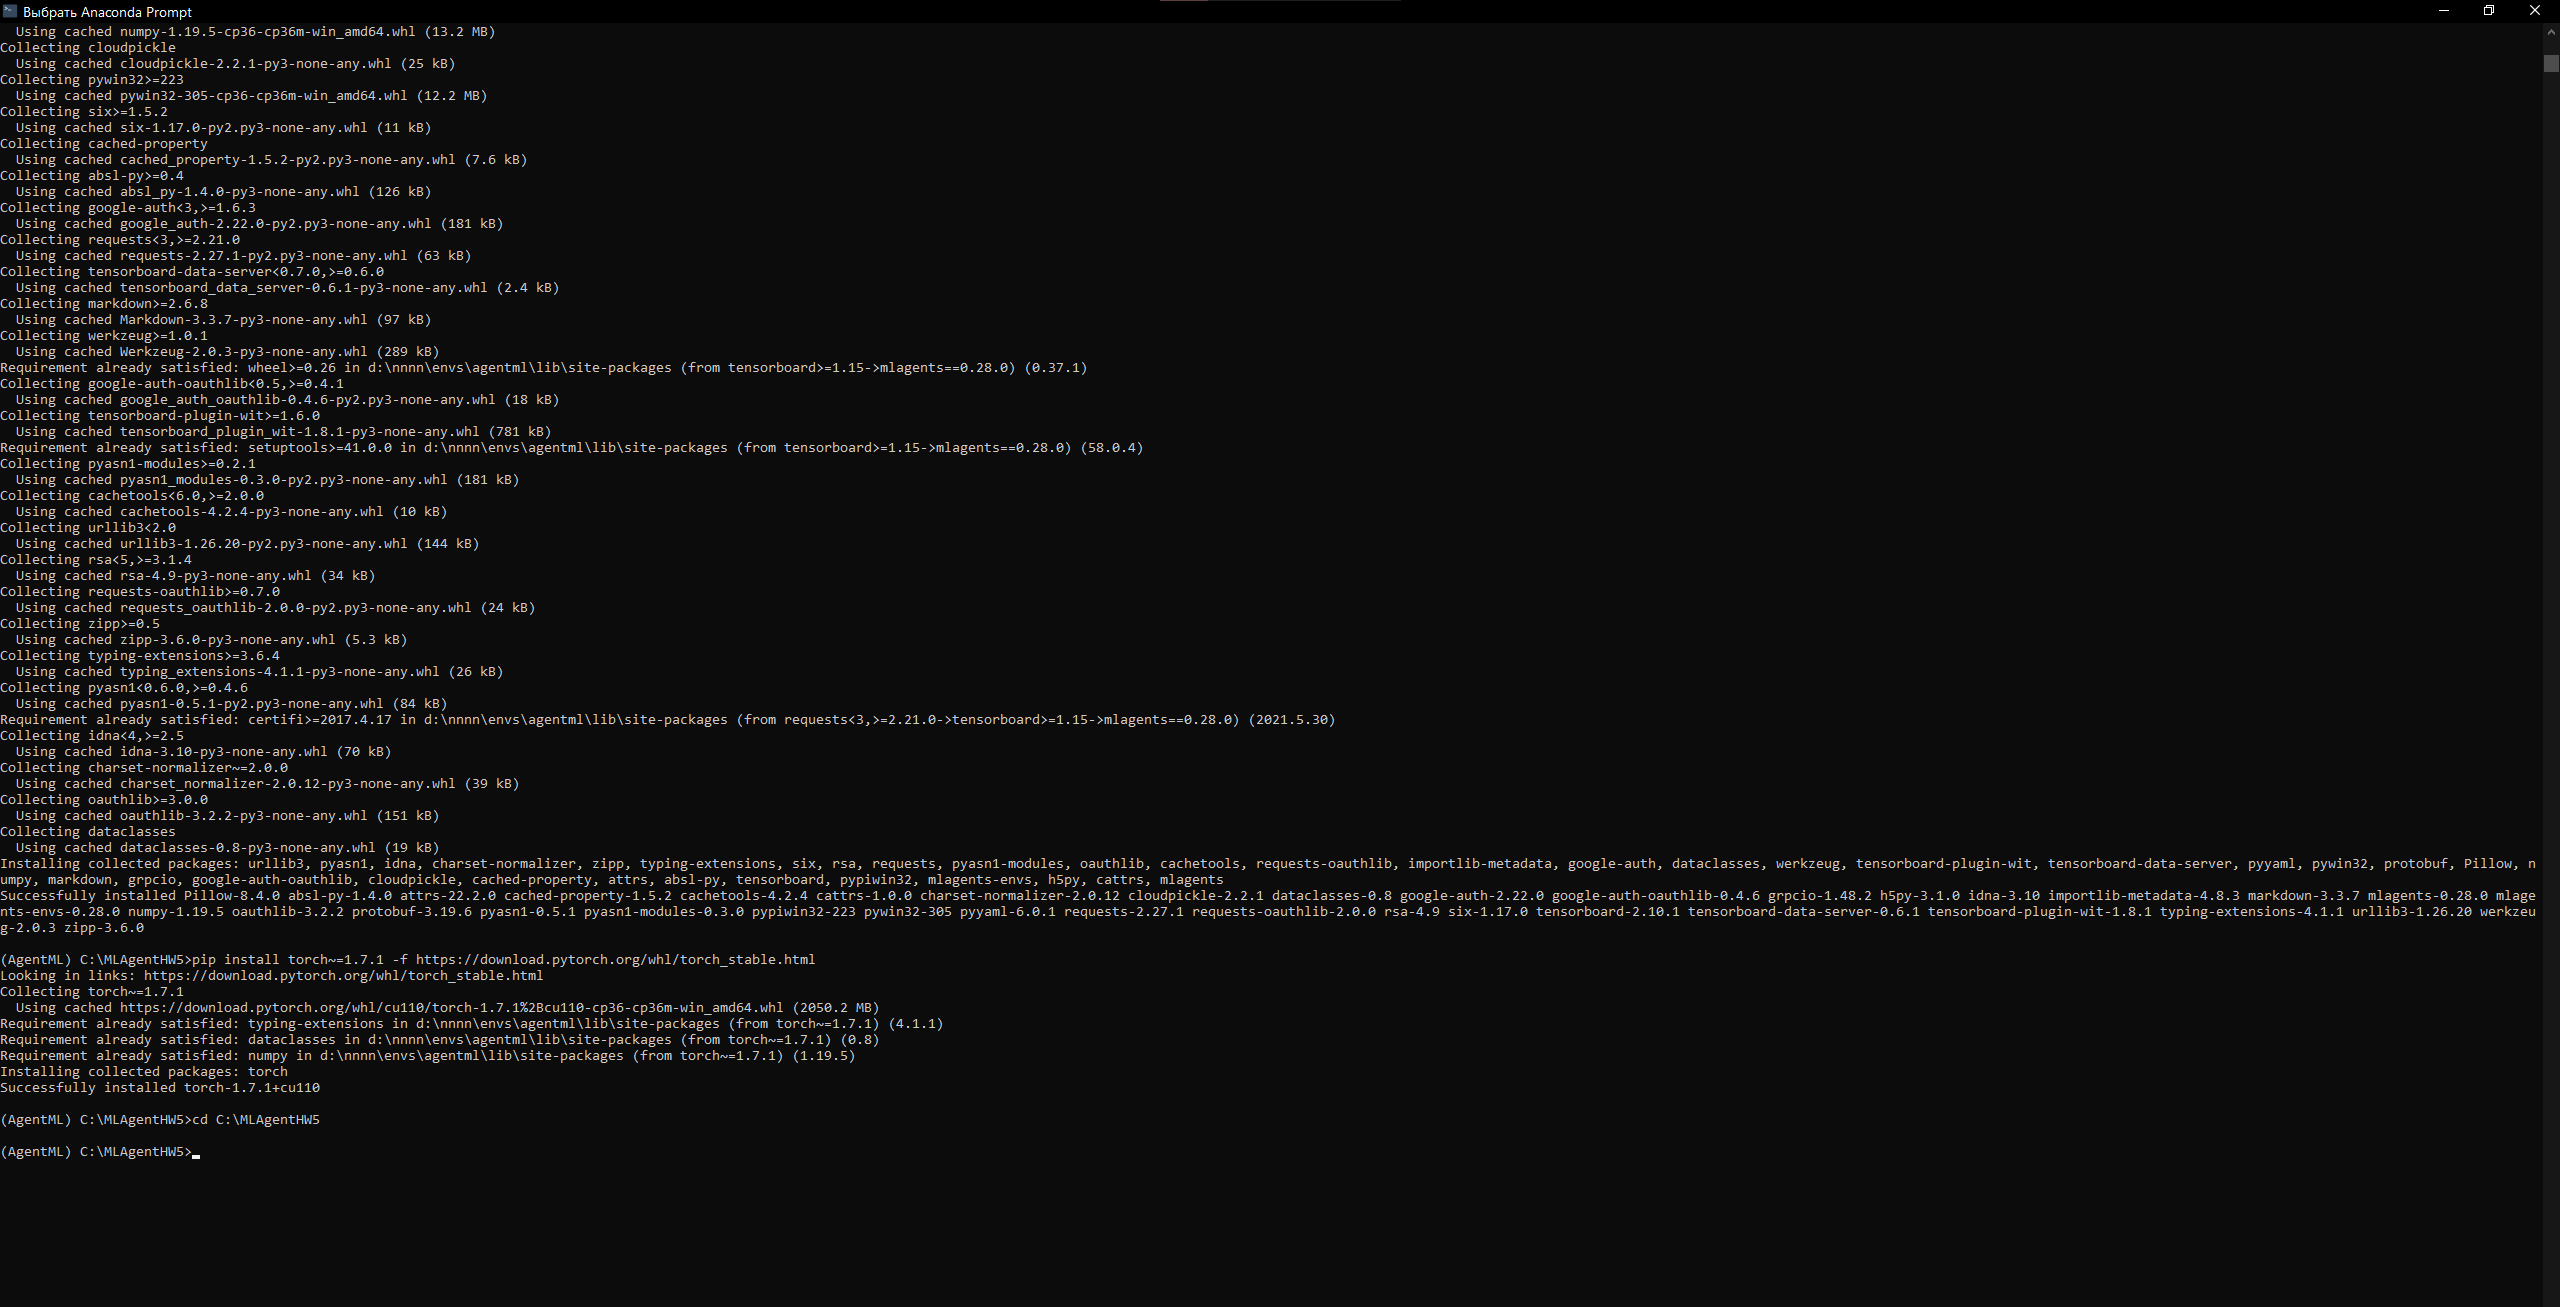 Выбрать Anaconda Prompt
Using cached numpy-1.19.5-cp36-cp36m-win_amd64.whl (13.2 MB)
Collecting cloudpickle
Using cached cloudpickle-2.2.1-py3-none-any.whl (25 kB)
Collecting pywin32>=223
Using cached pywin32-305-cp36-cp36m-win_amd64.whl (12.2 MB)
Collecting six>=1.5.2
Using cached six-1.17.0-py2.py3-none-any.whl (11 kB)
Collecting cached-property
Using cached cached_property-1.5.2-py2.py3-none-any.whl (7.6 kB)
Collecting absl-py>=0.4
Using cached absl_py-1.4.0-py3-none-any.whl (126 kB)
Collecting google-auth<3,>=1.6.3
Using cached google_auth-2.22.0-py2.py3-none-any.whl (181 kB)
Collecting requests<3,>=2.21.0
Using cached requests-2.27.1-py2.py3-none-any.whl (63 kB)
Collecting tensorboard-data-server<0.7.0,>=0.6.0
Using cached tensorboard_data_server-0.6.1-py3-none-any.whl (2.4 kB)
Collecting markdown>=2.6.8
Using cached Markdown-3.3.7-py3-none-any.whl (97 kB)
Collecting werkzeug>=1.0.1
Using cached Werkzeug-2.0.3-py3-none-any.whl (289 kB)
Requirement already satisfied: wheel>=0.26 in d:\nnnn\envs\agentml\lib\site-packages (from tensorboard>=1.15->mlagents==0.28.0) (0.37.1)
Collecting google-auth-oauthlib<0.5,>=0.4.1
Using cached google_auth_oauthlib-0.4.6-py2.py3-none-any.whl (18 kB)
Collecting tensorboard-plugin-wit>=1.6.0
Using cached tensorboard_plugin_wit-1.8.1-py3-none-any.whl (781 kB)
Requirement already satisfied: setuptools>=41.0.0 in d:\nnnn\envs\agentml\lib\site-packages (from tensorboard>=1.15->mlagents==0.28.0) (58.0.4)
Collecting pyasn1-modules>=0.2.1
Using cached pyasn1_modules-0.3.0-py2.py3-none-any.whl (181 kB)
Collecting cachetools<6.0,>=2.0.0
Using cached cachetools-4.2.4-py3-none-any.whl (10 kB)
Collecting urllib3<2.0
Using cached urllib3-1.26.20-py2.py3-none-any.whl (144 kB)
Collecting rsa<5,>=3.1.4
Using cached rsa-4.9-py3-none-any.whl (34 kB)
Collecting requests-oauthlib>=0.7.0
Using cached requests_oauthlib-2.0.0-py2.py3-none-any.whl (24 kB)
Collecting zipp>=0.5
Using cached zipp-3.6.0-py3-none-any.whl (5.3 kB)
Collecting typing-extensions>=3.6.4
Using cached typing_extensions-4.1.1-py3-none-any.whl (26 kB)
Collecting pyasn1<0.6.0,>=0.4.6
Using cached pyasn1-0.5.1-py2.py3-none-any.whl (84 kB)
Requirement already satisfied: certifi>=2017.4.17 in d:\nnnn\envs\agentml\lib\site-packages (from requests<3,>=2.21.0->tensorboard>=1.15->mlagents==0.28.0) (2021.5.30)
Collecting idna<4,>=2.5
Using cached idna-3.10-py3-none-any.whl (70 kB)
Collecting charset-normalizer~=2.0.0
Using cached charset_normalizer-2.0.12-py3-none-any.whl (39 kB)
Collecting oauthlib>=3.0.0
Using cached oauthlib-3.2.2-py3-none-any.whl (151 kB)
Collecting dataclasses
Using cached dataclasses-0.8-py3-none-any.whl (19 kB)
Installing collected packages: urllib3, pyasn1, idna, charset-normalizer, zipp, typing-extensions, six, rsa, requests, pyasn1-modules, oauthlib, cachetools, requests-oauthlib, importlib-metadata, google-auth, dataclasses, werkzeug, tensorboard-plugin-wit, tensorboard-data-server, pyyaml, pywin32, protobuf, Pillow, n
umpy, markdown, grpcio, google-auth-oauthlib, cloudpickle, cached-property, attrs, absl-py, tensorboard, pypiwin32, mlagents-envs, h5py, cattrs, mlagents
Successfully installed Pillow-8.4.0 absl-py-1.4.0 attrs-22.2.0 cached-property-1.5.2 cachetools-4.2.4 cattrs-1.0.0 charset-normalizer-2.0.12 cloudpickle-2.2.1 dataclasses-0.8 google-auth-2.22.0 google-auth-oauthlib-0.4.6 grpcio-1.48.2 h5py-3.1.0 idna-3.10 importlib-metadata-4.8.3 markdown-3.3.7 mlagents-0.28.0 mlage
nts-envs-0.28.0 numpy-1.19.5 oauthlib-3.2.2 protobuf-3.19.6 pyasn1-0.5.1 pyasn1-modules-0.3.0 pypiwin32-223 pywin32-305 pyyaml-6.0.1 requests-2.27.1 requests-oauthlib-2.0.0 rsa-4.9 six-1.17.0 tensorboard-2.10.1 tensorboard-data-server-0.6.1 tensorboard-plugin-wit-1.8.1 typing-extensions-4.1.1 urllib3-1.26.20 werkzeu
g-2.0.3 zipp-3.6.0
(AgentML) C:\MLAgentHW5>pip install torch~=1.7.1 -f https://download.pytorch.org/whl/torch_stable.html
Looking in links: https://download.pytorch.org/whl/torch_stable.html
Collecting torch~=1.7.1
Using cached https://download.pytorch.org/whl/cu110/torch-1.7.1%2Bcu110-cp36-cp36m-win_amd64.whl (2050.2 MB)
Requirement already satisfied: typing-extensions in d:\nnnn\envs\agentml\lib\site-packages (from torch~=1.7.1) (4.1.1)
Requirement already satisfied: dataclasses in d:\nnnn\envs\agentml\lib\site-packages (from torch~=1.7.1) (0.8)
Requirement already satisfied: numpy in d:\nnnn\envs\agentml\lib\site-packages (from torch~=1.7.1) (1.19.5)
Installing collected packages: torch
Successfully installed torch-1.7.1+cu110
(AgentML) C:\MLAgentHW5>cd C:\MLAgentHW5
(AgentML) C:\MLAgentHW5>